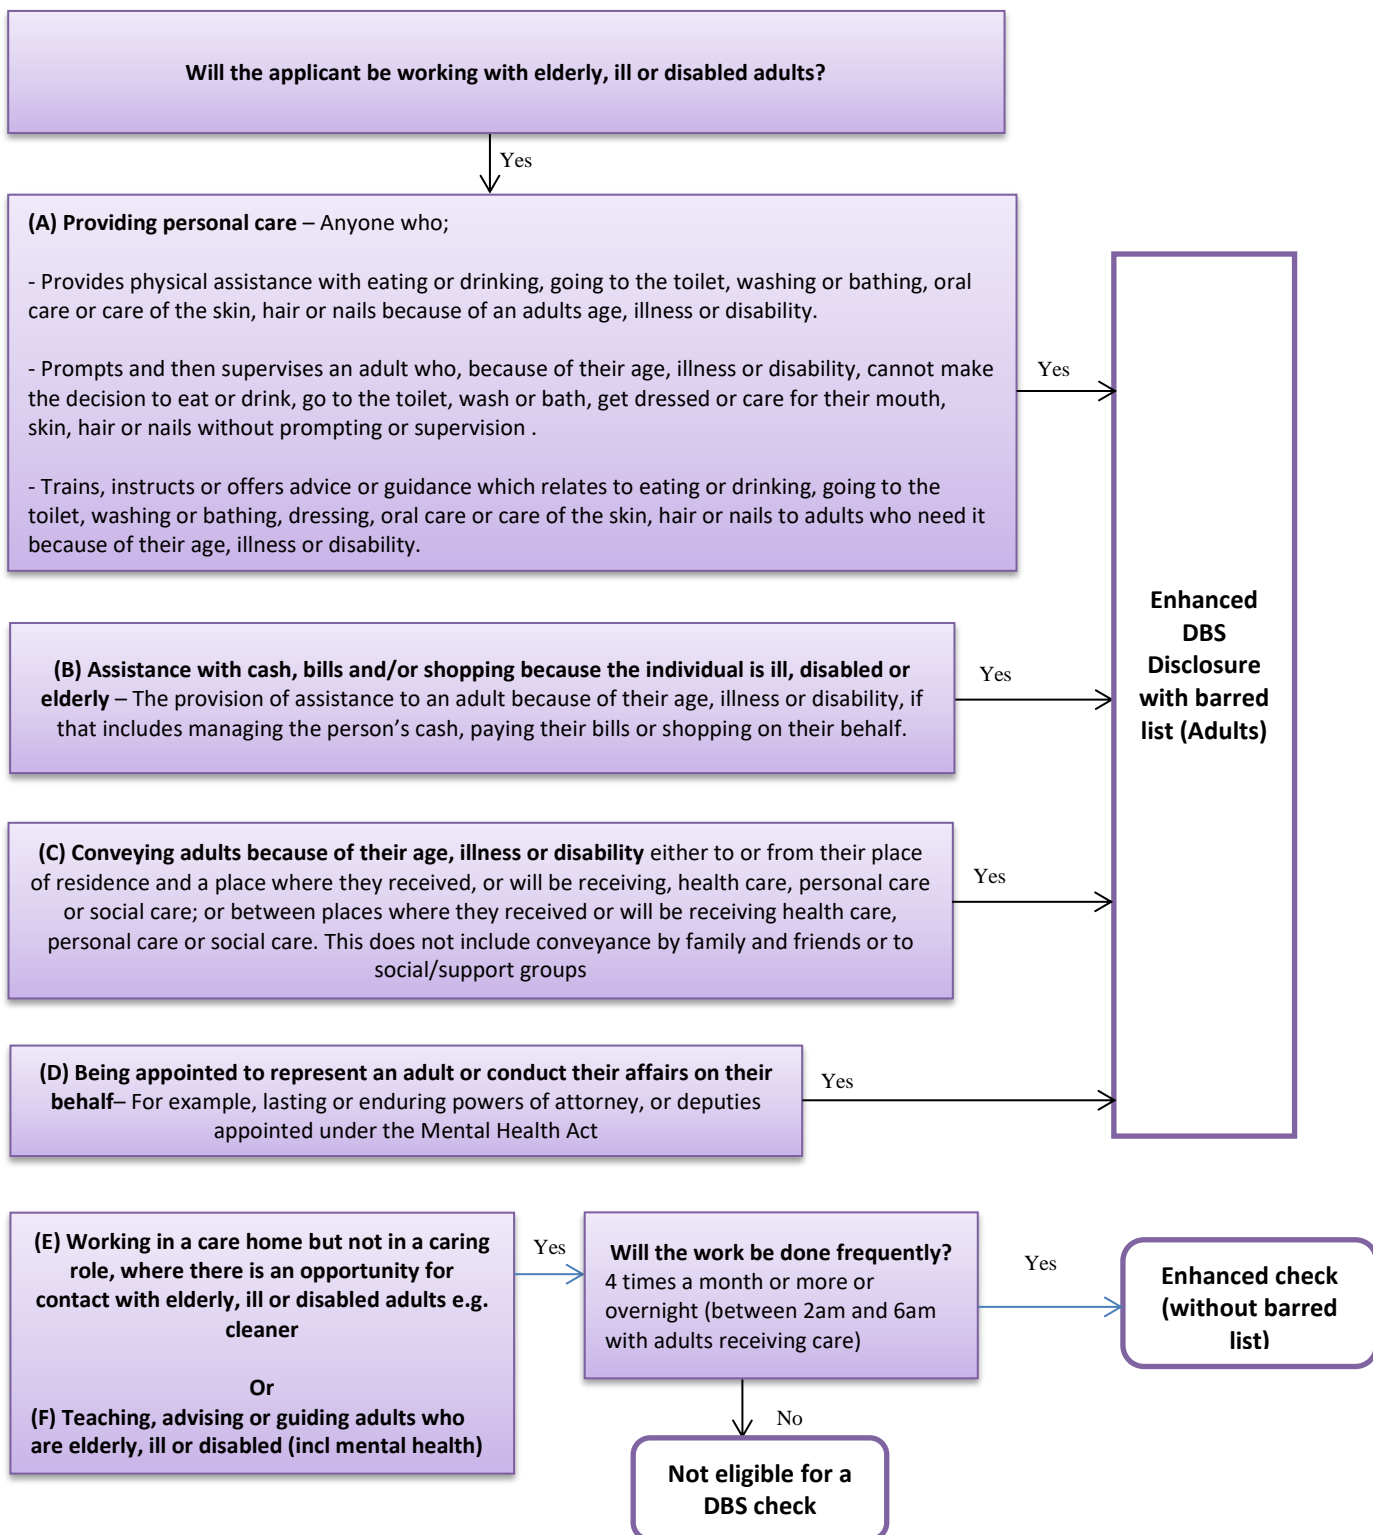 Will the applicant be working with elderly, ill or disabled adults?
Yes
(A) Providing personal care – Anyone who;
- Provides physical assistance with eating or drinking, going to the toilet, washing or bathing, oral
care or care of the skin, hair or nails because of an adults age, illness or disability.
- Prompts and then supervises an adult who, because of their age, illness or disability, cannot make
the decision to eat or drink, go to the toilet, wash or bath, get dressed or care for their mouth,
skin, hair or nails without prompting or supervision .
- Trains, instructs or offers advice or guidance which relates to eating or drinking, going to the
toilet, washing or bathing, dressing, oral care or care of the skin, hair or nails to adults who need it
because of their age, illness or disability.
Yes
(B) Assistance with cash, bills and/or shopping because the individual is ill, disabled or
elderly – The provision of assistance to an adult because of their age, illness or disability, if
that includes managing the person’s cash, paying their bills or shopping on their behalf.
Yes
(C) Conveying adults because of their age, illness or disability either to or from their place
of residence and a place where they received, or will be receiving, health care, personal care
or social care; or between places where they received or will be receiving health care,
personal care or social care. This does not include conveyance by family and friends or to
social/support groups
Yes
(D) Being appointed to represent an adult or conduct their affairs on their
behalf– For example, lasting or enduring powers of attorney, or deputies
appointed under the Mental Health Act
Yes
Enhanced
DBS
Disclosure
with barred
list (Adults)
(E) Working in a care home but not in a caring
role, where there is an opportunity for
contact with elderly, ill or disabled adults e.g.
cleaner
Or
(F) Teaching, advising or guiding adults who
are elderly, ill or disabled (incl mental health)
Yes
Will the work be done frequently?
4 times a month or more or
overnight (between 2am and 6am
with adults receiving care)
Yes
Enhanced check
(without barred
list)
No
Not eligible for a
DBS check